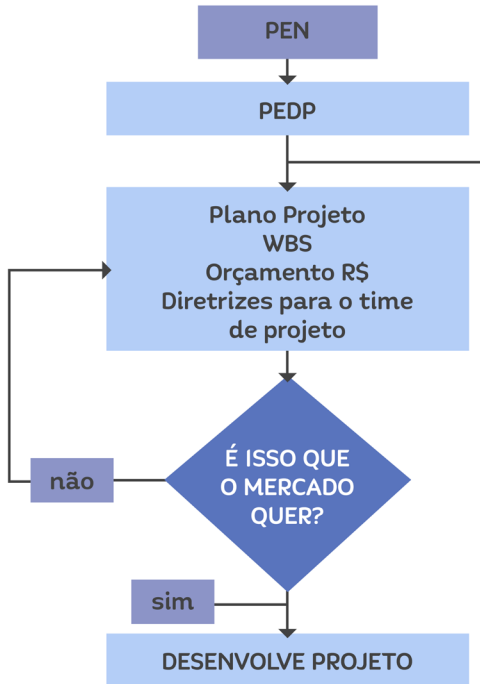 PEN
PEDP
Plano Projeto
WBS
Orçamento R$
Diretrizes para o time
de projeto
É ISSO QUE
O MERCADO
QUER?
não
sim
DESENVOLVE PROJETO